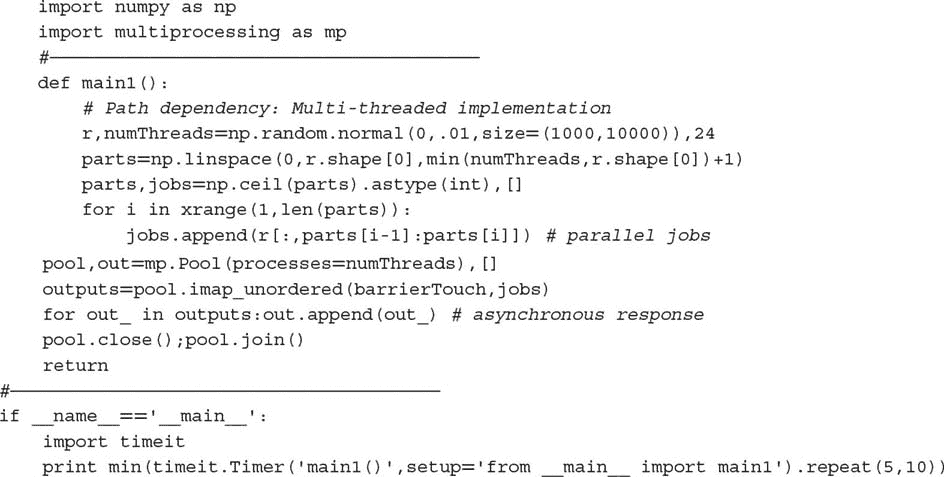 import numpy as np
import multiprocessing as mp
#———————————————————————————————————————
def main1():
# Path dependency: Multi-threaded implementation
r,numThreads=np.random.normal(0,.01,size=(1000,10000)),24
parts=np.linspace(0,r.shape[0],min(numThreads,r.shape[0])+1)
parts,jobs=np.ceil(parts).astype(int),[]
for i in xrange(1,len(parts)):
jobs.append(r[:,parts[i-1]:parts[i]]) # parallel jobs
pool,out=mp.Pool(processes=numThreads),[]
outputs=pool.imap_unordered(barrierTouch,jobs)
for out_ in outputs:out.append(out_) # asynchronous response
pool.close();pool.join()
return
#———————————————————————————————————————
if __name__=='__main__':
import timeit
print min(timeit.Timer('main1()',setup='from __main__ import main1').repeat(5,10))